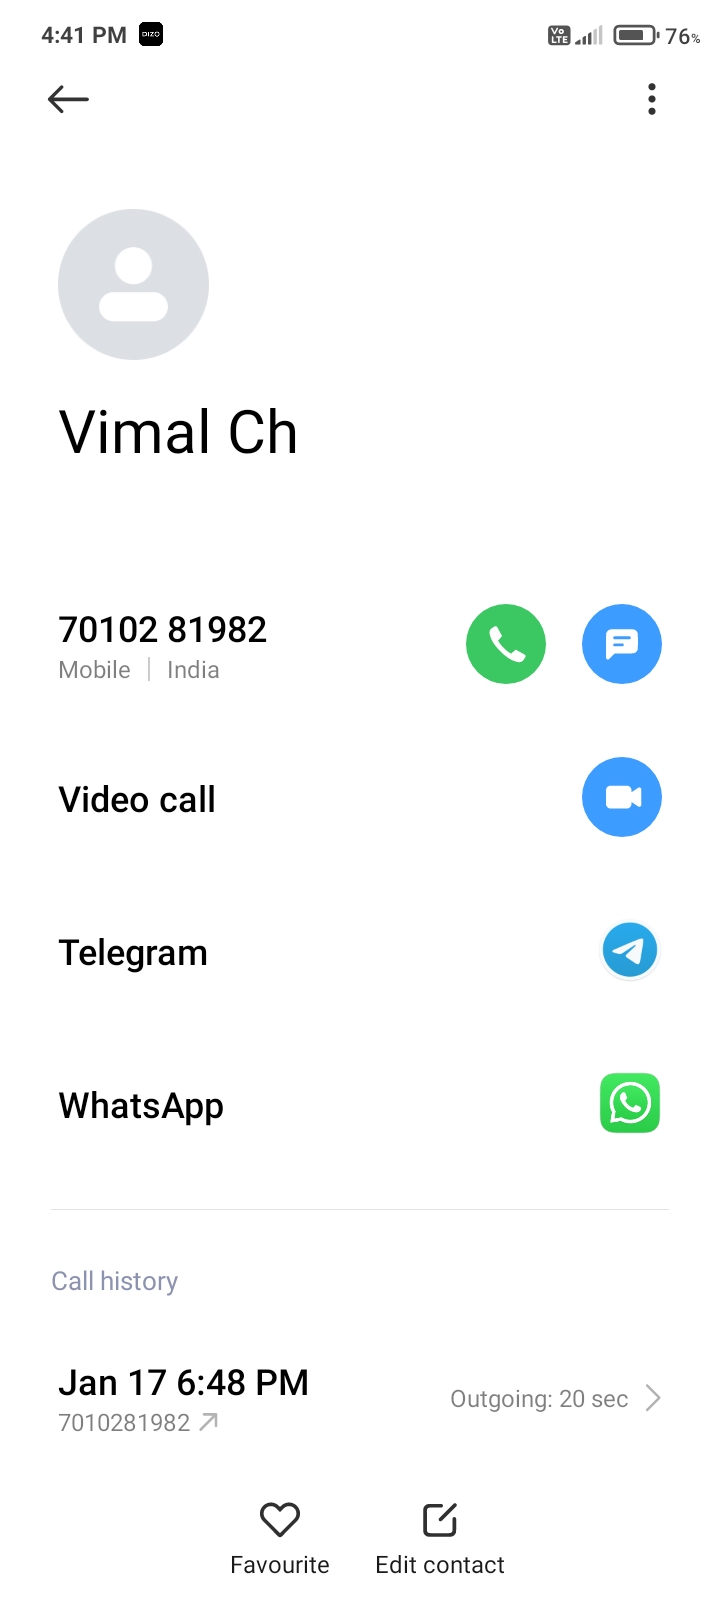 4:41 PM DIZO Vo LTE 76%
Vimal Ch
70102 81982
Mobile | India
Video call
Telegram
WhatsApp
Call history
Jan 17 6:48 PM
Outgoing: 20 sec
7010281982
Favourite Edit contact